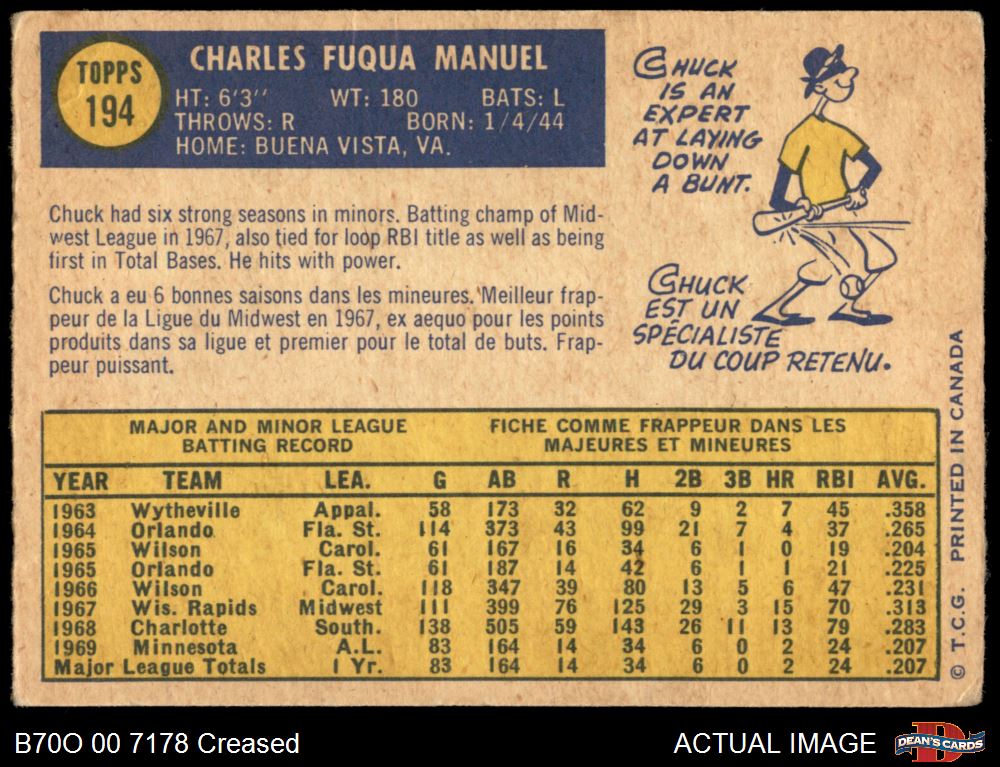 TOPPS
194
CHARLES FUQUA MANUEL
HT: 6'3" WT: 180 BATS: L
THROWS: R BORN: 1/4/44
HOME: BUENA VISTA, VA.
CHUCK
IS AN
EXPERT
AT LAYING
DOWN
A BUNT.
Chuck had six strong seasons in minors. Batting champ of Mid-
west League in 1967, also tied for loop RBI title as well as being
first in Total Bases. He hits with power.
Chuck a eu 6 bonnes saisons dans les mineures. Meilleur frap-
peur de la Ligue du Midwest en 1967, ex aequo pour les points
produits dans sa ligue et premier pour le total de buts. Frap-
peur puissant.
CHUCK
EST UN
SPÉCIALISTE
DU COUP RETENU.
MAJOR AND MINOR LEAGUE
BATTING RECORD
FICHE COMME FRAPPEUR DANS LES
MAJEURES ET MINEURES
YEAR TEAM LEA. G AB R H 2B 3B HR RBI AVG.
1963 Wytheville Appal. 58 173 32 62 9 2 7 45 .358
1964 Orlando Fla. St. 114 373 43 99 21 7 4 37 .265
1965 Wilson Carol. 61 167 16 34 6 1 0 19 .204
1965 Orlando Fla. St. 61 187 14 42 6 1 1 21 .225
1966 Wilson Carol. 118 347 39 80 13 5 6 47 .231
1967 Wis. Rapids Midwest 111 399 76 125 29 3 15 70 .313
1968 Charlotte South. 138 505 59 143 26 11 13 79 .283
1969 Minnesota A.L. 83 164 14 34 6 0 2 24 .207
Major League Totals 1 Yr. 83 164 14 34 6 0 2 24 .207
© T.C.G. PRINTED IN CANADA
B70O 00 7178 Creased
ACTUAL IMAGE
DEAN'S CARDS